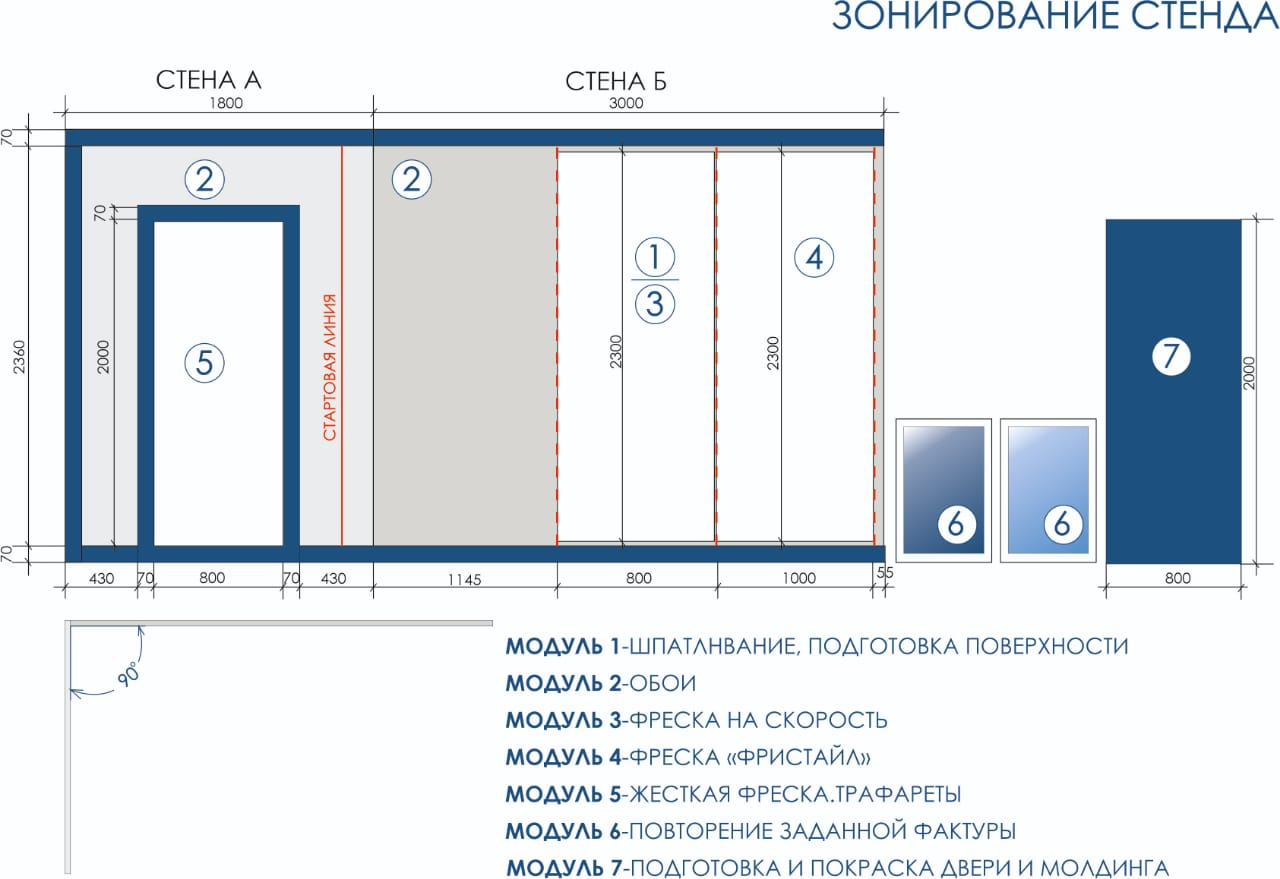 ЗОНИРОВАНИЕ СТЕНДА
СТЕНА А
СТЕНА Б
1800
3000
70
2
2
70
1
3
4
5
7
2360
2000
СТАРТОВАЯ ЛИНИЯ
2300
2300
2000
6
6
70
430
70
800
70
430
1145
800
1000
55
800
90°
МОДУЛЬ 1-ШПАТЛНВАНИЕ, ПОДГОТОВКА ПОВЕРХНОСТИ
МОДУЛЬ 2-ОБОИ
МОДУЛЬ 3-ФРЕСКА НА СКОРОСТЬ
МОДУЛЬ 4-ФРЕСКА «ФРИСТАЙЛ»
МОДУЛЬ 5-ЖЕСТКАЯ ФРЕСКА.ТРАФАРЕТЫ
МОДУЛЬ 6-ПОВТОРЕНИЕ ЗАДАННОЙ ФАКТУРЫ
МОДУЛЬ 7-ПОДГОТОВКА И ПОКРАСКА ДВЕРИ И МОЛДИНГА